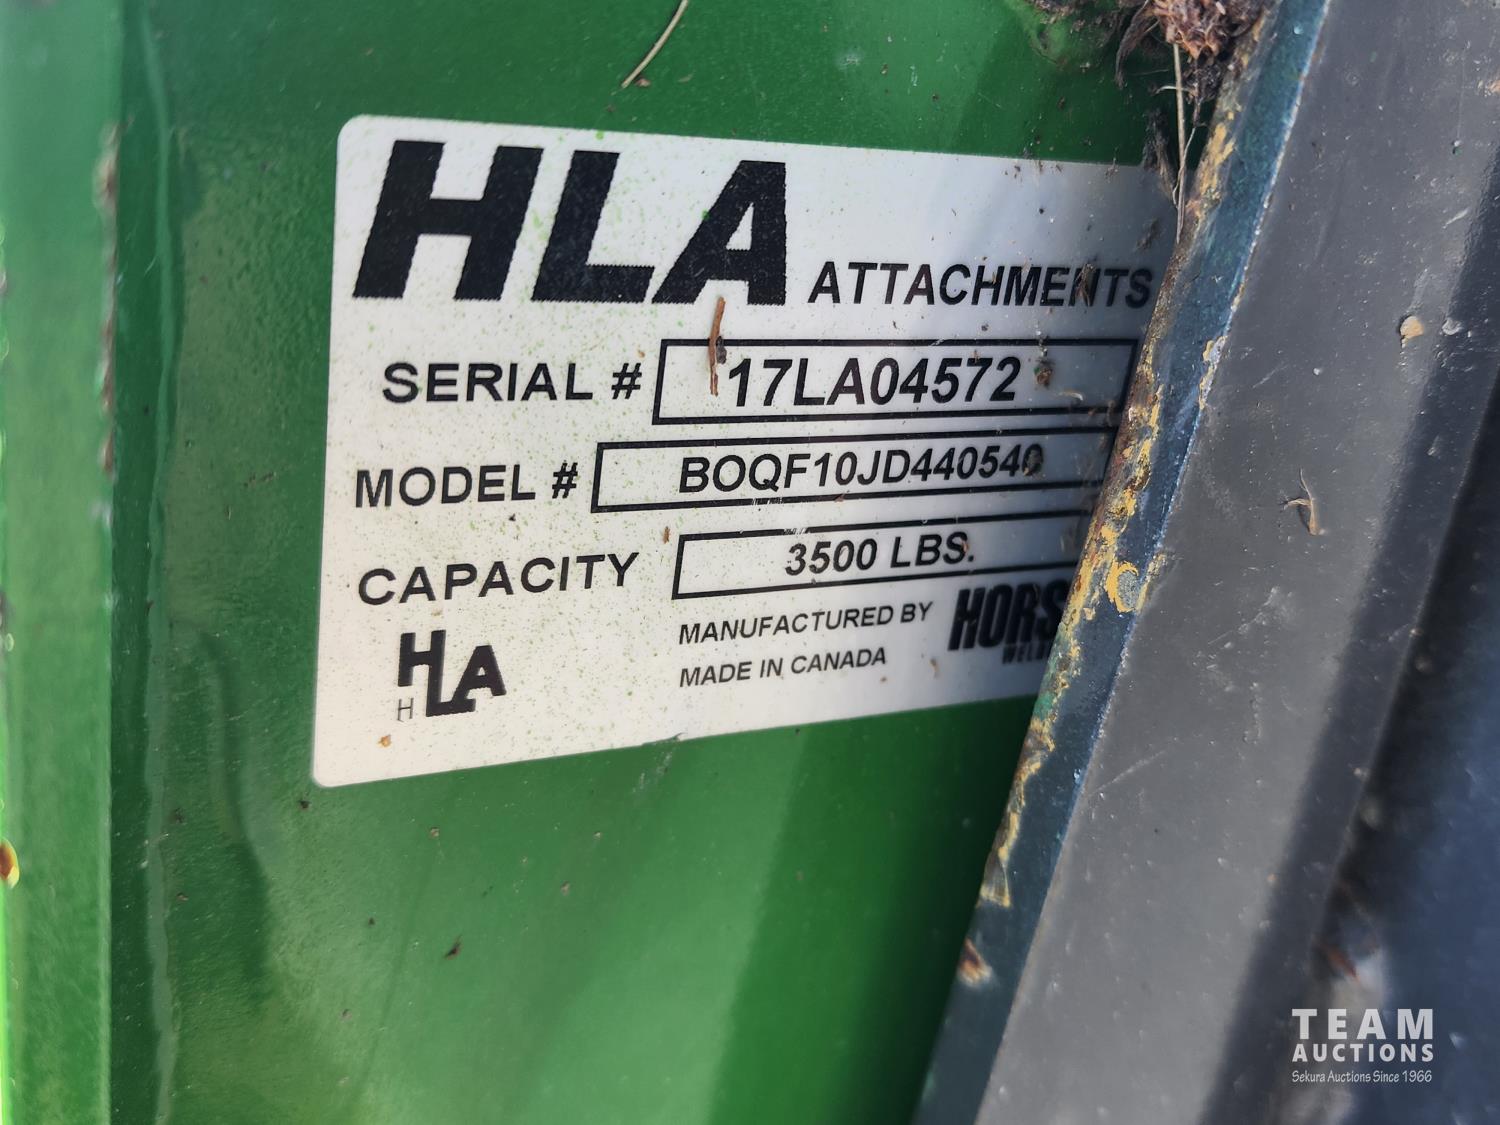 HLA ATTACHMENTS
SERIAL # 17LA04572
MODEL # BOQF10JD440540
CAPACITY 3500 LBS.
HLA
H
MANUFACTURED BY HORS
MADE IN CANADA
TEAM
AUCTIONS
Sekura Auctions Since 1966